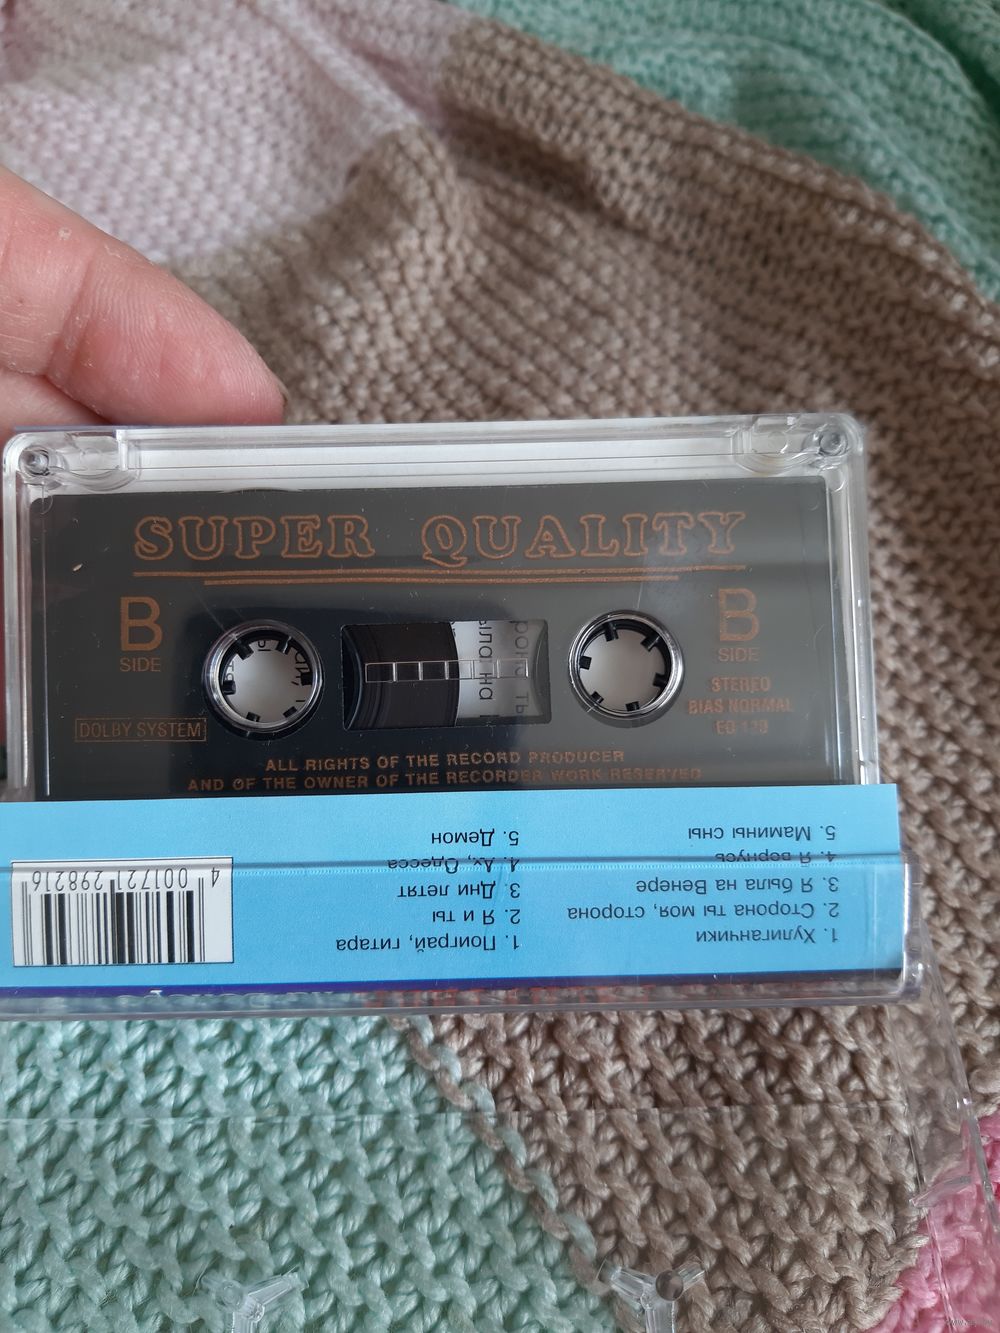 SUPER QUALITY
B
SIDE
B
SIDE
DOLBY SYSTEM
STEREO
BIAS NORMAL
ALL RIGHTS OF THE RECORD PRODUCER
AND OF THE OWNER OF THE RECORDER WORK RESERVED
1. Хулиганчики
2. Сторона ты моя, сторона
3. Я была на Венере
4. Я вернусь
5. Мамины сны
1. Поиграй, гитара
2. Я и ты
3. Дни летят
4. Ах, Одесса
5. Демон
4 001721 298216